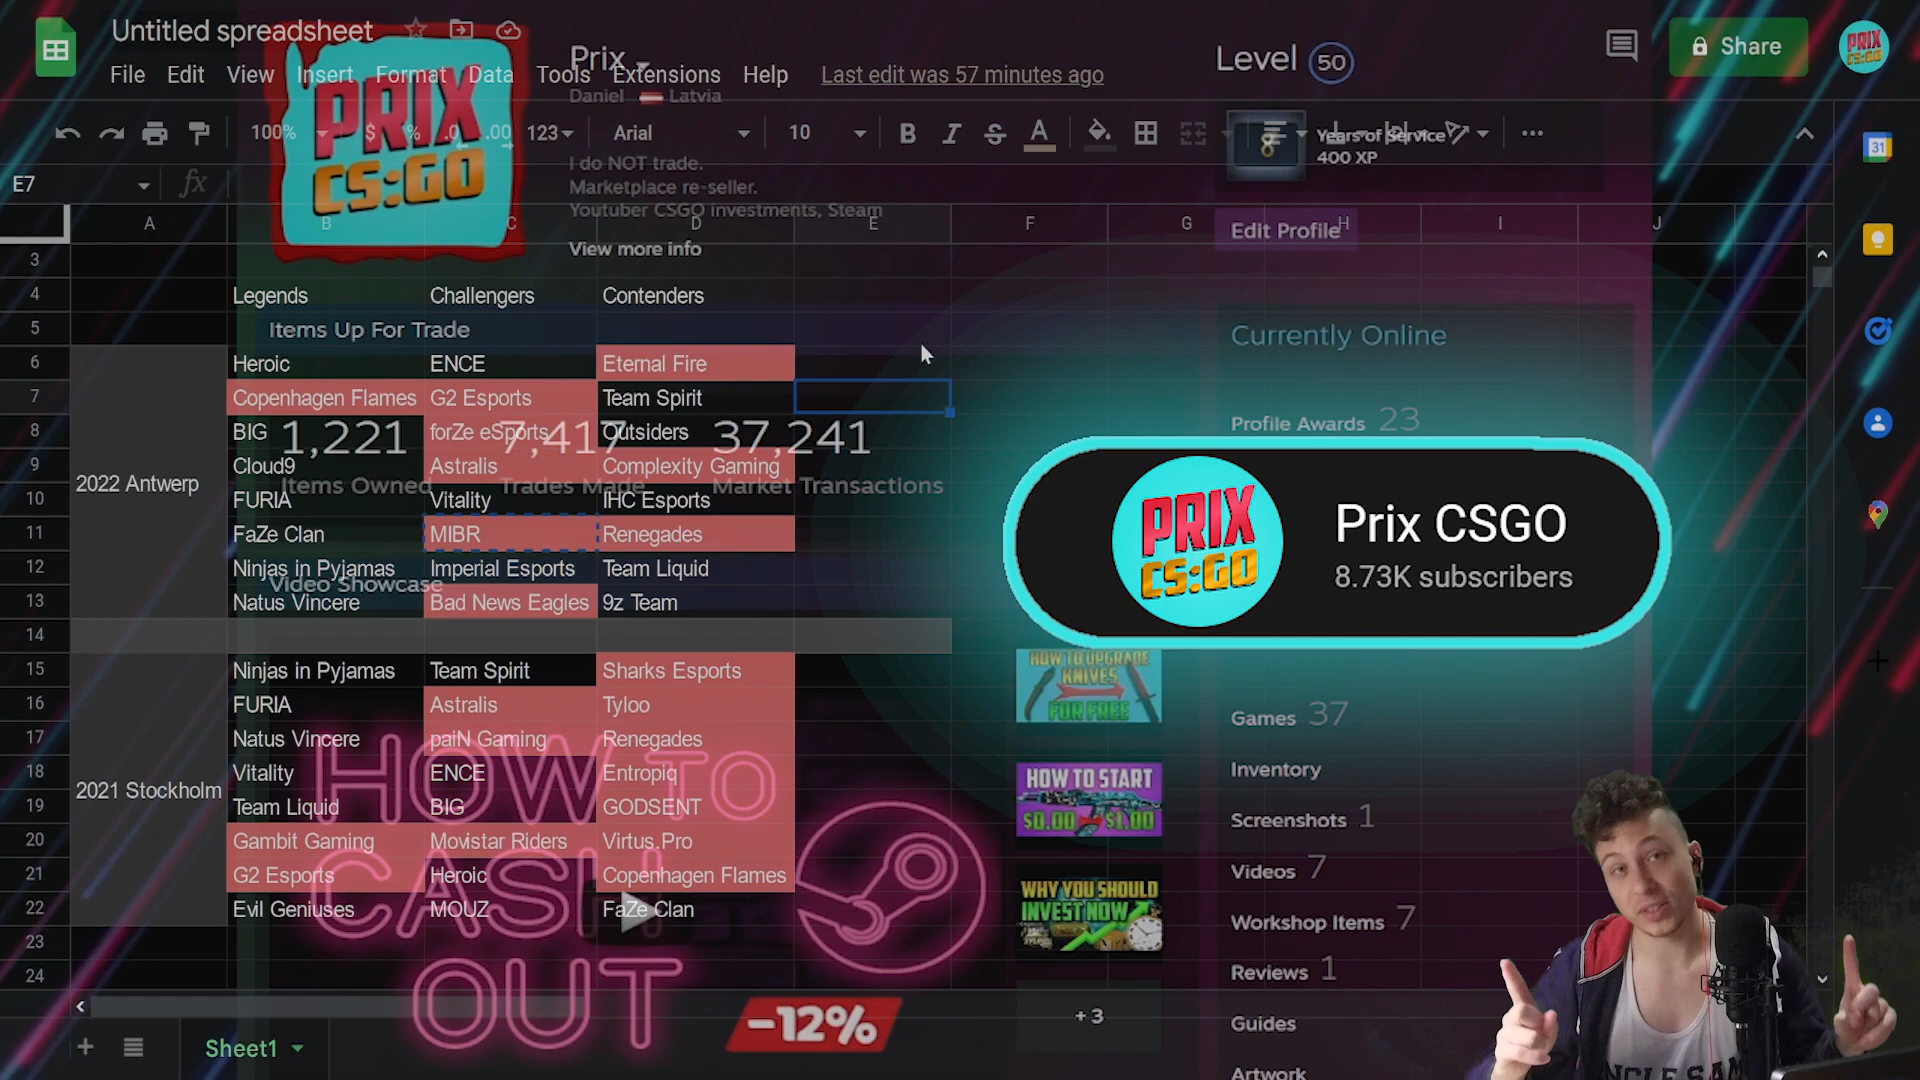 Untitled spreadsheet
Prix
Level 50
Share
PRIX CS:GO
File Edit View Insert Format Data Tools Extensions Help Last edit was 57 minutes ago
Daniel Latvia
100% $ % .0 .00 123 Arial 10 B I S A
8 Years of Service
400 XP
31
PRIX
CS:GO
I do NOT trade.
Marketplace re-seller.
Youtuber CSGO investments, Steam
View more info
E7 fx
Edit Profile
A B C D E F G H I J
3
4 Legends Challengers Contenders
5
Items Up For Trade
Currently Online
6 Heroic ENCE Eternal Fire
7 Copenhagen Flames G2 Esports Team Spirit
Profile Awards 23
8 BIG forZe eSports Outsiders
1,221 7,417 37,241
9 Cloud9 Astralis Complexity Gaming
2022 Antwerp
Items Owned Trades Made Market Transactions
10 FURIA Vitality IHC Esports
11 FaZe Clan MIBR Renegades
12 Ninjas in Pyjamas Imperial Esports Team Liquid
Video Showcase
13 Natus Vincere Bad News Eagles 9z Team
14
PRIX
CS:GO
Prix CSGO
8.73K subscribers
15 Ninjas in Pyjamas Team Spirit Sharks Esports
16 FURIA Astralis Tyloo
17 Natus Vincere paiN Gaming Renegades
18 Vitality ENCE Entropiq
2021 Stockholm
19 Team Liquid BIG GODSENT
20 Gambit Gaming Movistar Riders Virtus.Pro
21 G2 Esports Heroic Copenhagen Flames
22 Evil Geniuses MOUZ FaZe Clan
23
24
HOW TO
CASH
OUT
-12%
HOW TO UPGRADE
KNIVES
FOR FREE
HOW TO START
$0.00 $1.00
WHY YOU SHOULD
INVEST NOW
+3
Games 37
Inventory
Screenshots 1
Videos 7
Workshop Items 7
Reviews 1
Guides
Artwork
Sheet1